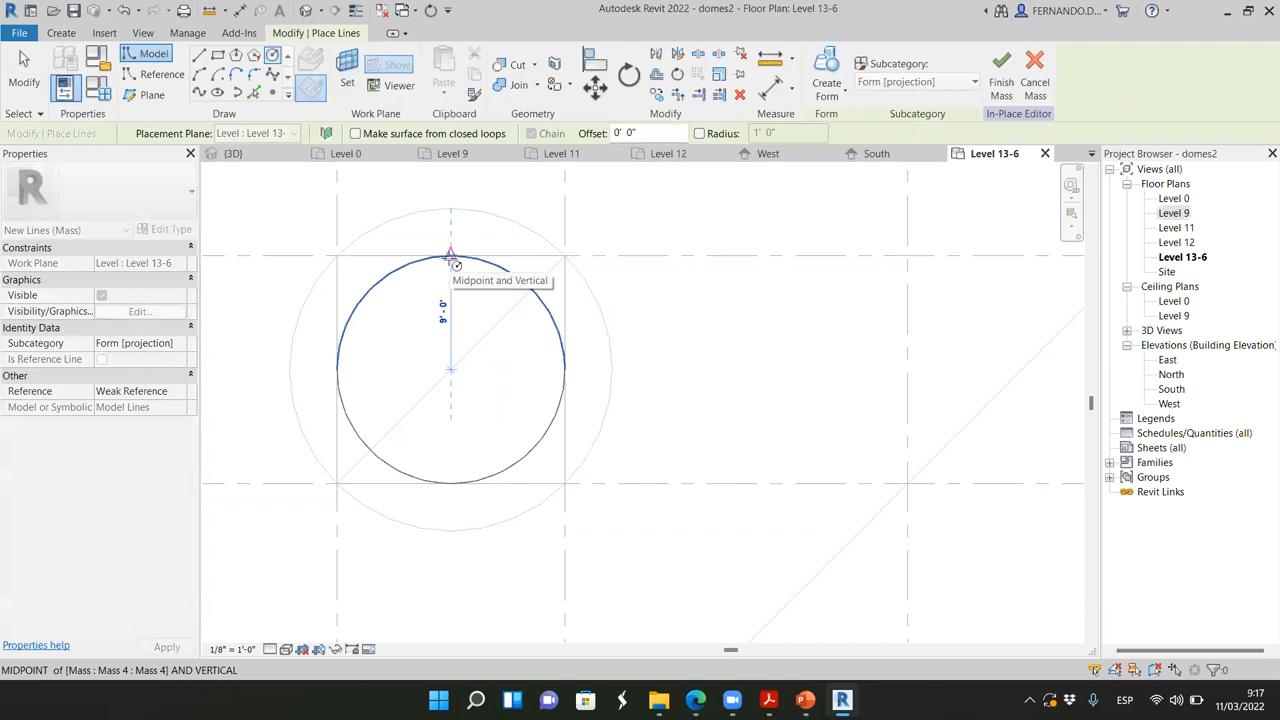 Autodesk Revit 2022 - domes2 - Floor Plan: Level 13-6
FERNANDO.D...
File Create Insert View Manage Add-Ins Modify | Place Lines
Modify
Model
Reference
Plane
Set
Show
Viewer
Paste
Cut
Join
Create
Form
Subcategory:
Form [projection]
Finish
Mass
Cancel
Mass
Select Properties Draw Work Plane Clipboard Geometry Modify Measure Form Subcategory In-Place Editor
Modify | Place Lines Placement Plane: Level : Level 13- Make surface from closed loops Chain Offset: 0' 0" Radius: 1' 0"
Properties
New Lines (Mass) Edit Type
Constraints
Work Plane Level : Level 13-6
Graphics
Visible
Visibility/Graphics... Edit...
Identity Data
Subcategory Form [projection]
Is Reference Line
Other
Reference Weak Reference
Model or Symbolic Model Lines
Properties help Apply
{3D} Level 0 Level 9 Level 11 Level 12 West South Level 13-6
Midpoint and Vertical
9' - 0"
1/8" = 1'-0"
Project Browser - domes2
Views (all)
Floor Plans
Level 0
Level 9
Level 11
Level 12
Level 13-6
Site
Ceiling Plans
Level 0
Level 9
3D Views
Elevations (Building Elevation)
East
North
South
West
Legends
Schedules/Quantities (all)
Sheets (all)
Families
Groups
Revit Links
MIDPOINT of [Mass : Mass 4 : Mass 4] AND VERTICAL
:0
ESP
9:17
11/03/2022